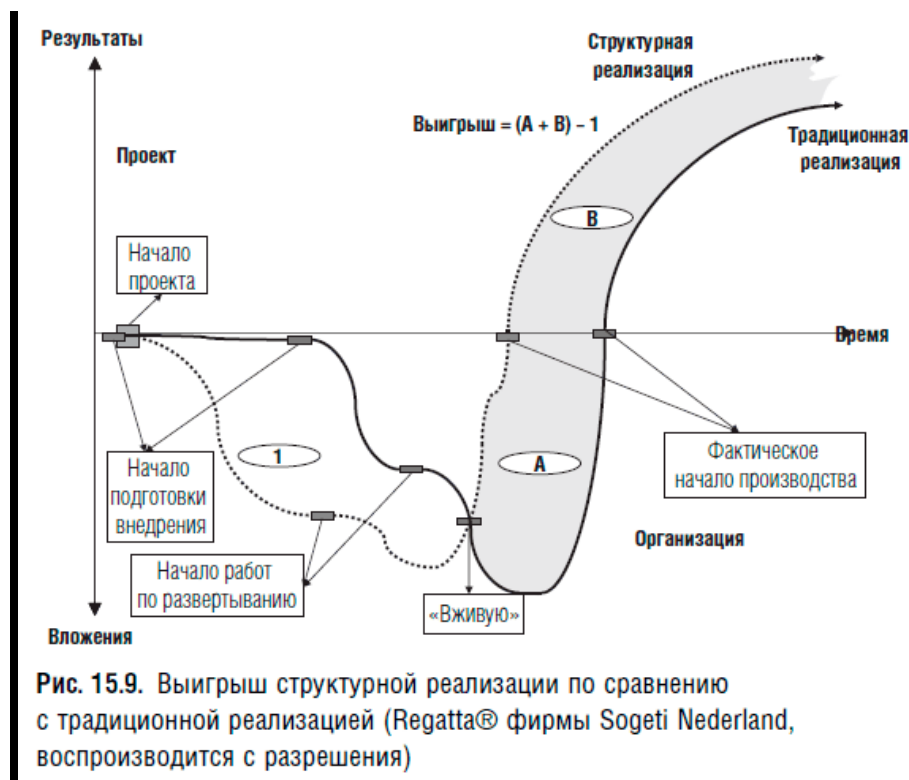 Результаты
Структурная
реализация
Выигрыш = (A + B) – 1
Традиционная
реализация
Проект
B
Начало
проекта
Время
1
A
Начало
подготовки
внедрения
Фактическое
начало производства
Организация
Начало работ
по развертыванию
«Вживую»
Вложения
Рис. 15.9. Выигрыш структурной реализации по сравнению
с традиционной реализацией (Regatta® фирмы Sogeti Nederland,
воспроизводится с разрешения)